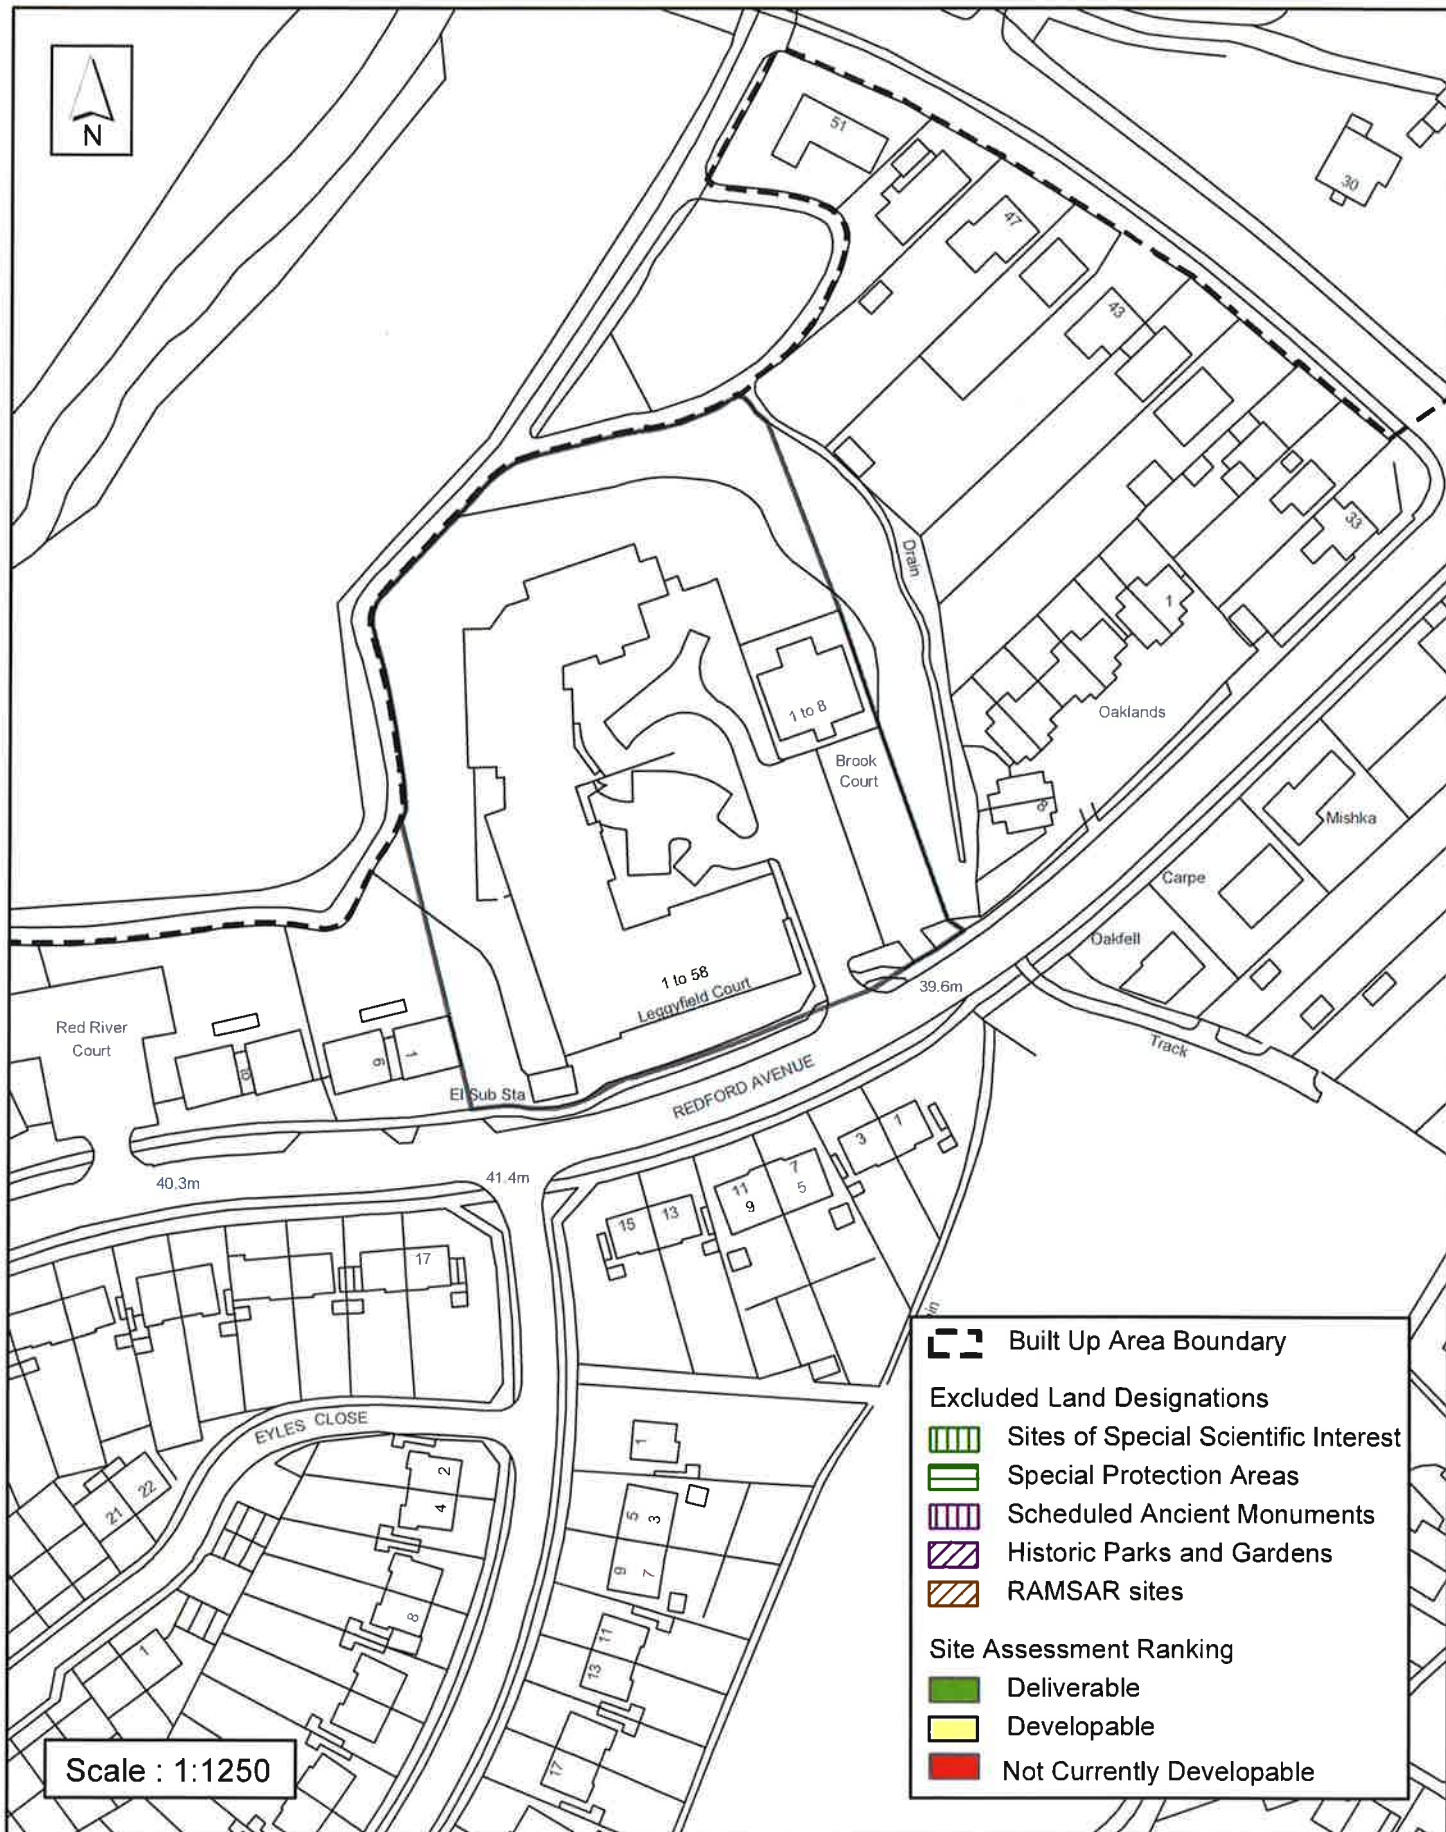 N
51
30
47
43
33
Drain
1
Oaklands
1 to 8
Brook
Court
8
Mishka
Carpe
Oakfell
39.6m
1 to 58
Leggyfield Court
Track
Red River
Court
10
6
1
El Sub Sta
REDFORD AVENUE
40.3m
41.4m
3
1
7
5
11
9
15
13
17
EYLES CLOSE
22
21
2
4
8
1
1
5
3
9
7
11
13
17
Built Up Area Boundary
Excluded Land Designations
Sites of Special Scientific Interest
Special Protection Areas
Scheduled Ancient Monuments
Historic Parks and Gardens
RAMSAR sites
Site Assessment Ranking
Deliverable
Developable
Not Currently Developable
Scale : 1:1250